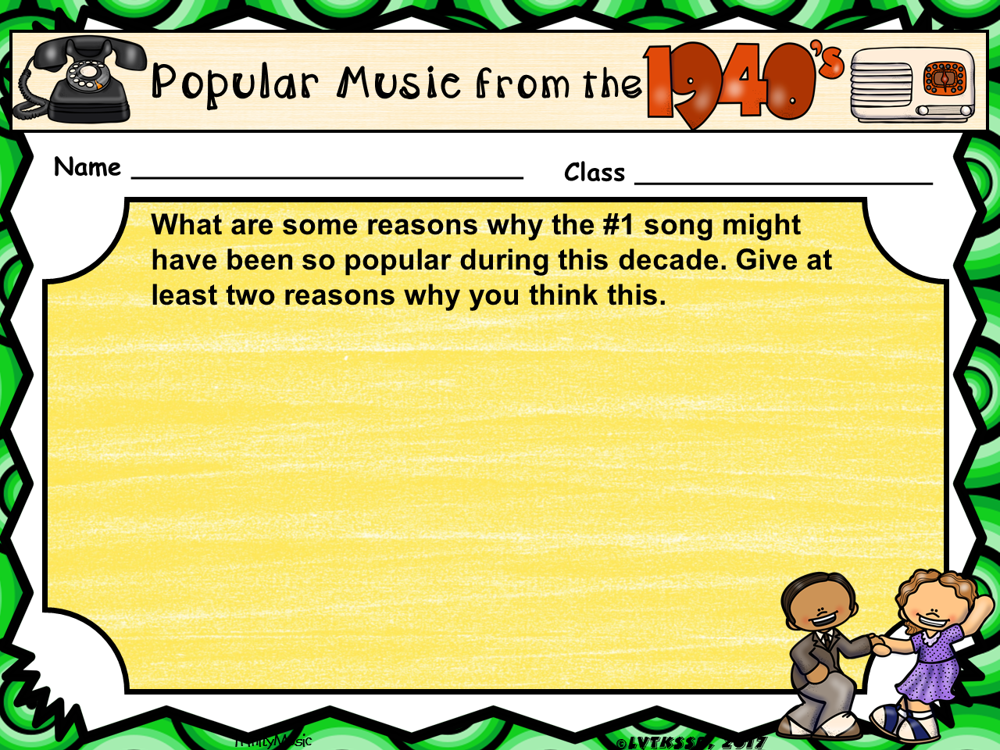 Popular Music from the 1940's
Name ______________________________ Class ______________________
What are some reasons why the #1 song might
have been so popular during this decade. Give at
least two reasons why you think this.
©LVTKSSP, 2017